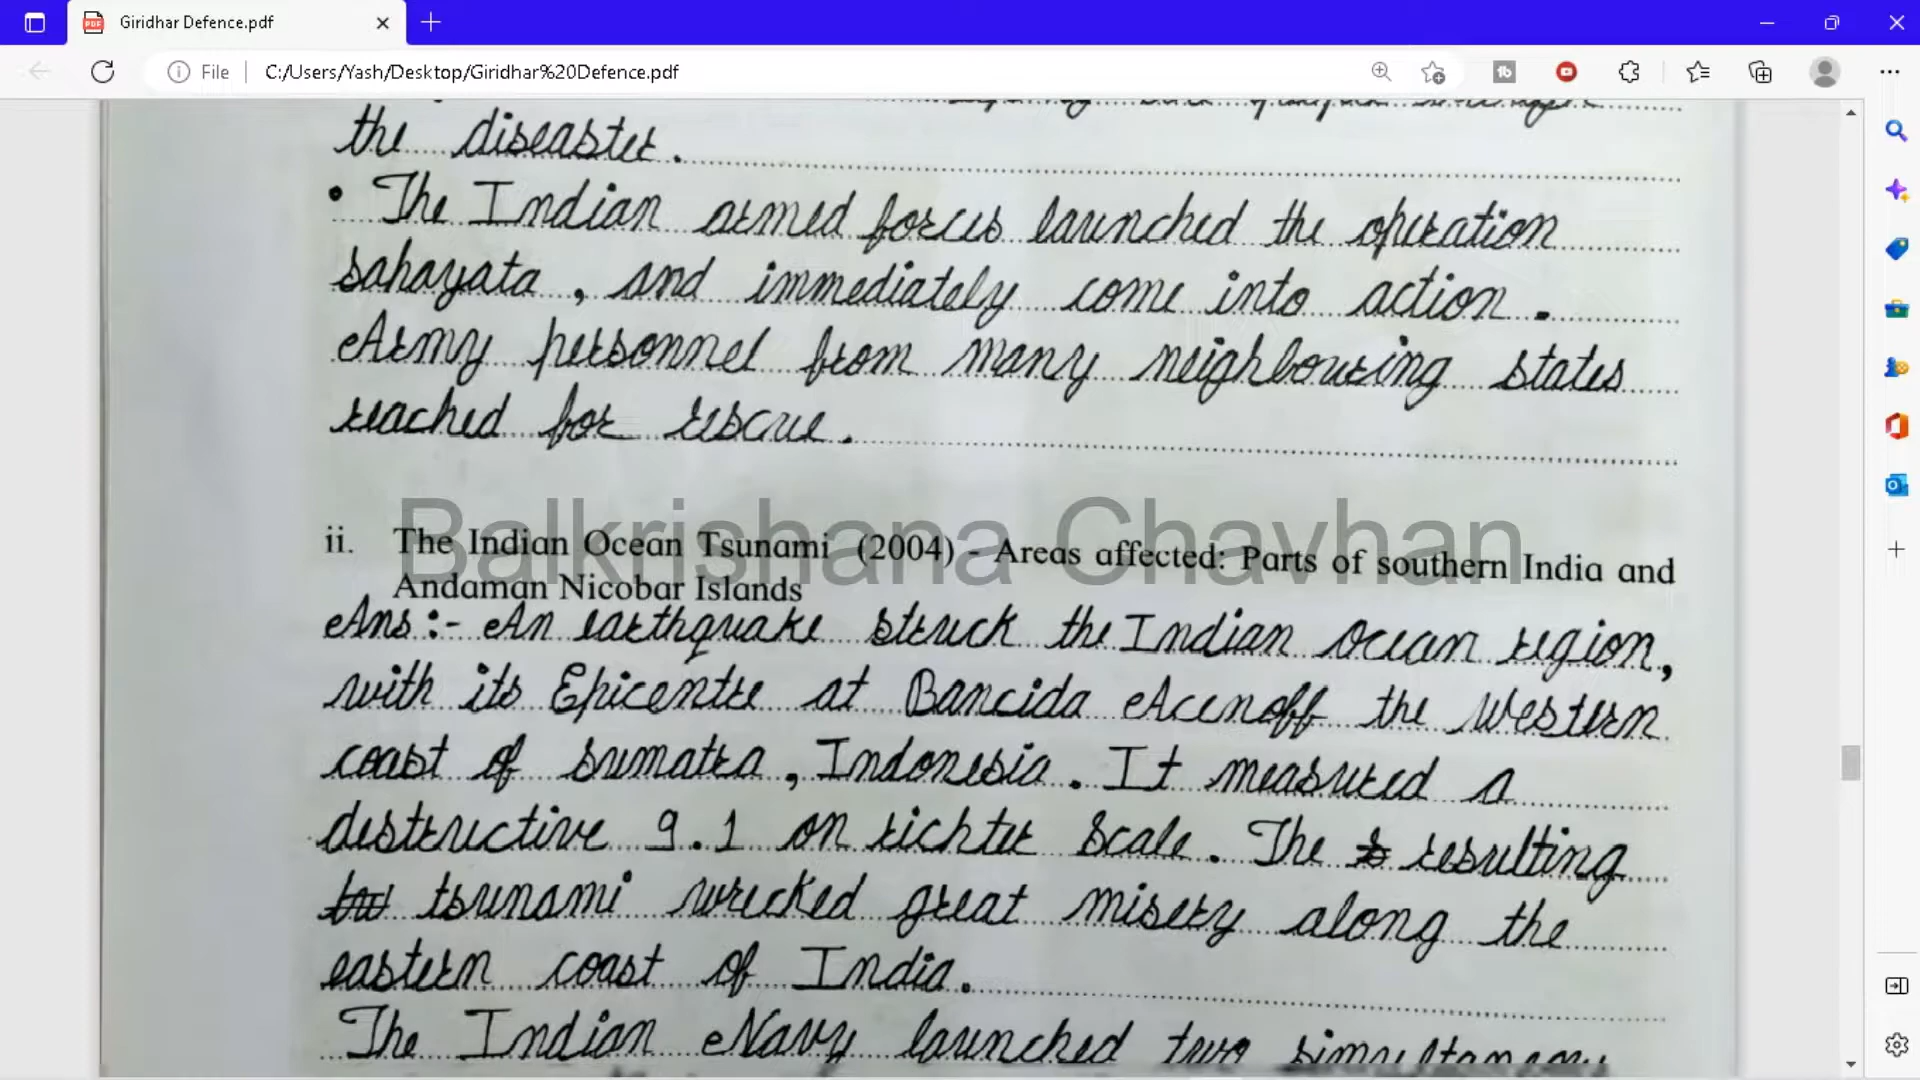 Giridhar Defence.pdf
File
C:/Users/Yash/Desktop/Giridhar%20Defence.pdf
the diseaster.
• The Indian armed forces launched the operation
sahayata, and immediately come into action.
Army personnel from many neighbouring states
reached for rescue.
Balkrishana Chavhan
ii. The Indian Ocean Tsunami (2004) - Areas affected: Parts of southern India and
Andaman Nicobar Islands
Ans:- An earthquake struck the Indian ocean region,
with its Epicentre at Bancida Acenoff the western
coast of sumatra, Indonesia. It measured a
destructive 9.1 on richter scale. The resulting
tsunami wrecked great misery along the
eastern coast of India.
The Indian Navy launched two simultaneous